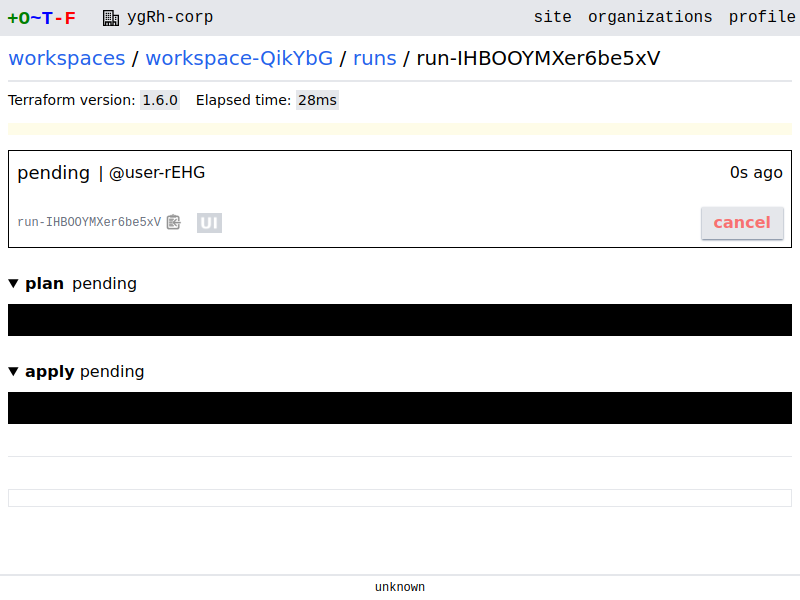 +O~T-F ygRh-corp site organizations profile
workspaces / workspace-QikYbG / runs / run-IHBOOYMXer6be5xV
Terraform version: 1.6.0 Elapsed time: 28ms
pending | @user-rEHG 0s ago
run-IHBOOYMXer6be5xV UI cancel
▼ plan pending
▼ apply pending
unknown